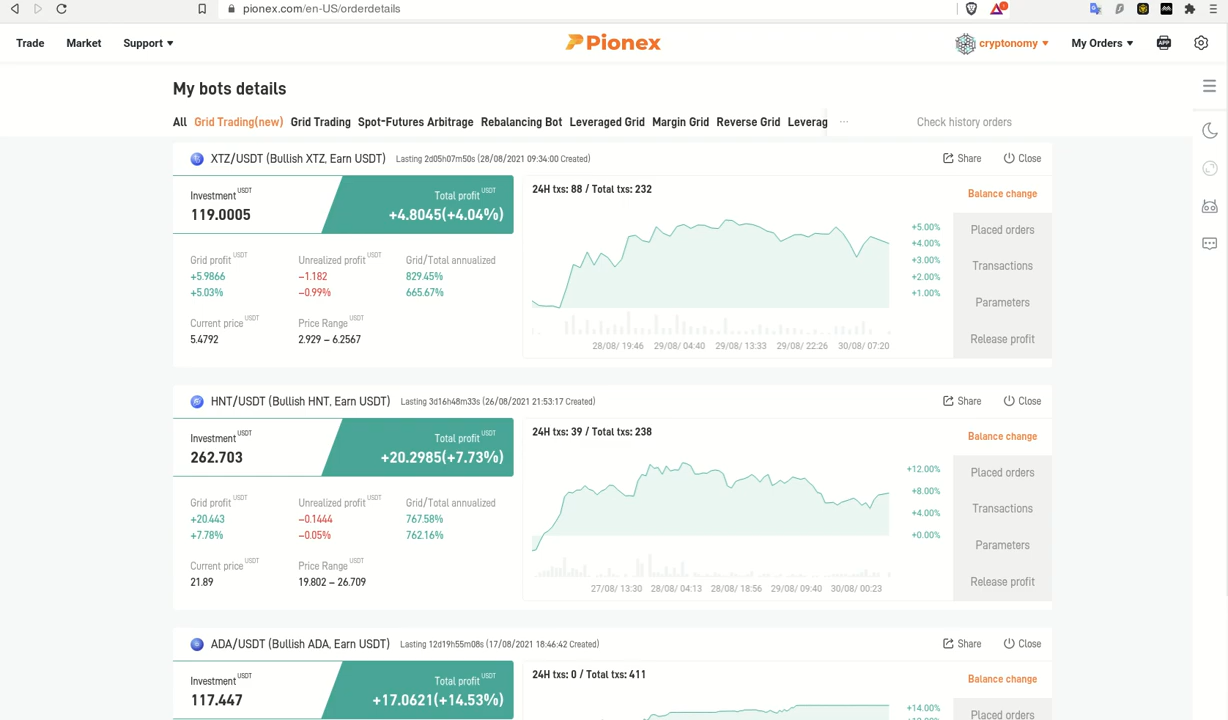 pionex.com/en-US/orderdetails
Trade Market Support Pionex cryptonomy My Orders APP
My bots details
All Grid Trading(new) Grid Trading Spot-Futures Arbitrage Rebalancing Bot Leveraged Grid Margin Grid Reverse Grid Leverag ... Check history orders
XTZ/USDT (Bullish XTZ, Earn USDT) Lasting 2d05h07m50s (28/08/2021 09:34:00 Created) Share Close
Investment USDT Total profit USDT
119.0005 +4.8045(+4.04%)
Grid profit USDT Unrealized profit USDT Grid/Total annualized
+5.9866 −1.182 829.45%
+5.03% −0.99% 665.67%
Current price USDT Price Range USDT
5.4792 2.929 − 6.2567
24H txs: 88 / Total txs: 232
+5.00%
+4.00%
+3.00%
+2.00%
+1.00%
28/08/ 19:46 29/08/ 04:40 29/08/ 13:33 29/08/ 22:26 30/08/ 07:20
Balance change
Placed orders
Transactions
Parameters
Release profit
HNT/USDT (Bullish HNT, Earn USDT) Lasting 3d16h48m33s (26/08/2021 21:53:17 Created) Share Close
Investment USDT Total profit USDT
262.703 +20.2985(+7.73%)
Grid profit USDT Unrealized profit USDT Grid/Total annualized
+20.443 −0.1444 767.58%
+7.78% −0.05% 762.16%
Current price USDT Price Range USDT
21.89 19.802 − 26.709
24H txs: 39 / Total txs: 238
+12.00%
+8.00%
+4.00%
+0.00%
27/08/ 13:30 28/08/ 04:13 28/08/ 18:56 29/08/ 09:40 30/08/ 00:23
Balance change
Placed orders
Transactions
Parameters
Release profit
ADA/USDT (Bullish ADA, Earn USDT) Lasting 12d19h55m08s (17/08/2021 18:46:42 Created) Share Close
Investment USDT Total profit USDT
117.447 +17.0621(+14.53%)
24H txs: 0 / Total txs: 411
+14.00%
Balance change
Placed orders